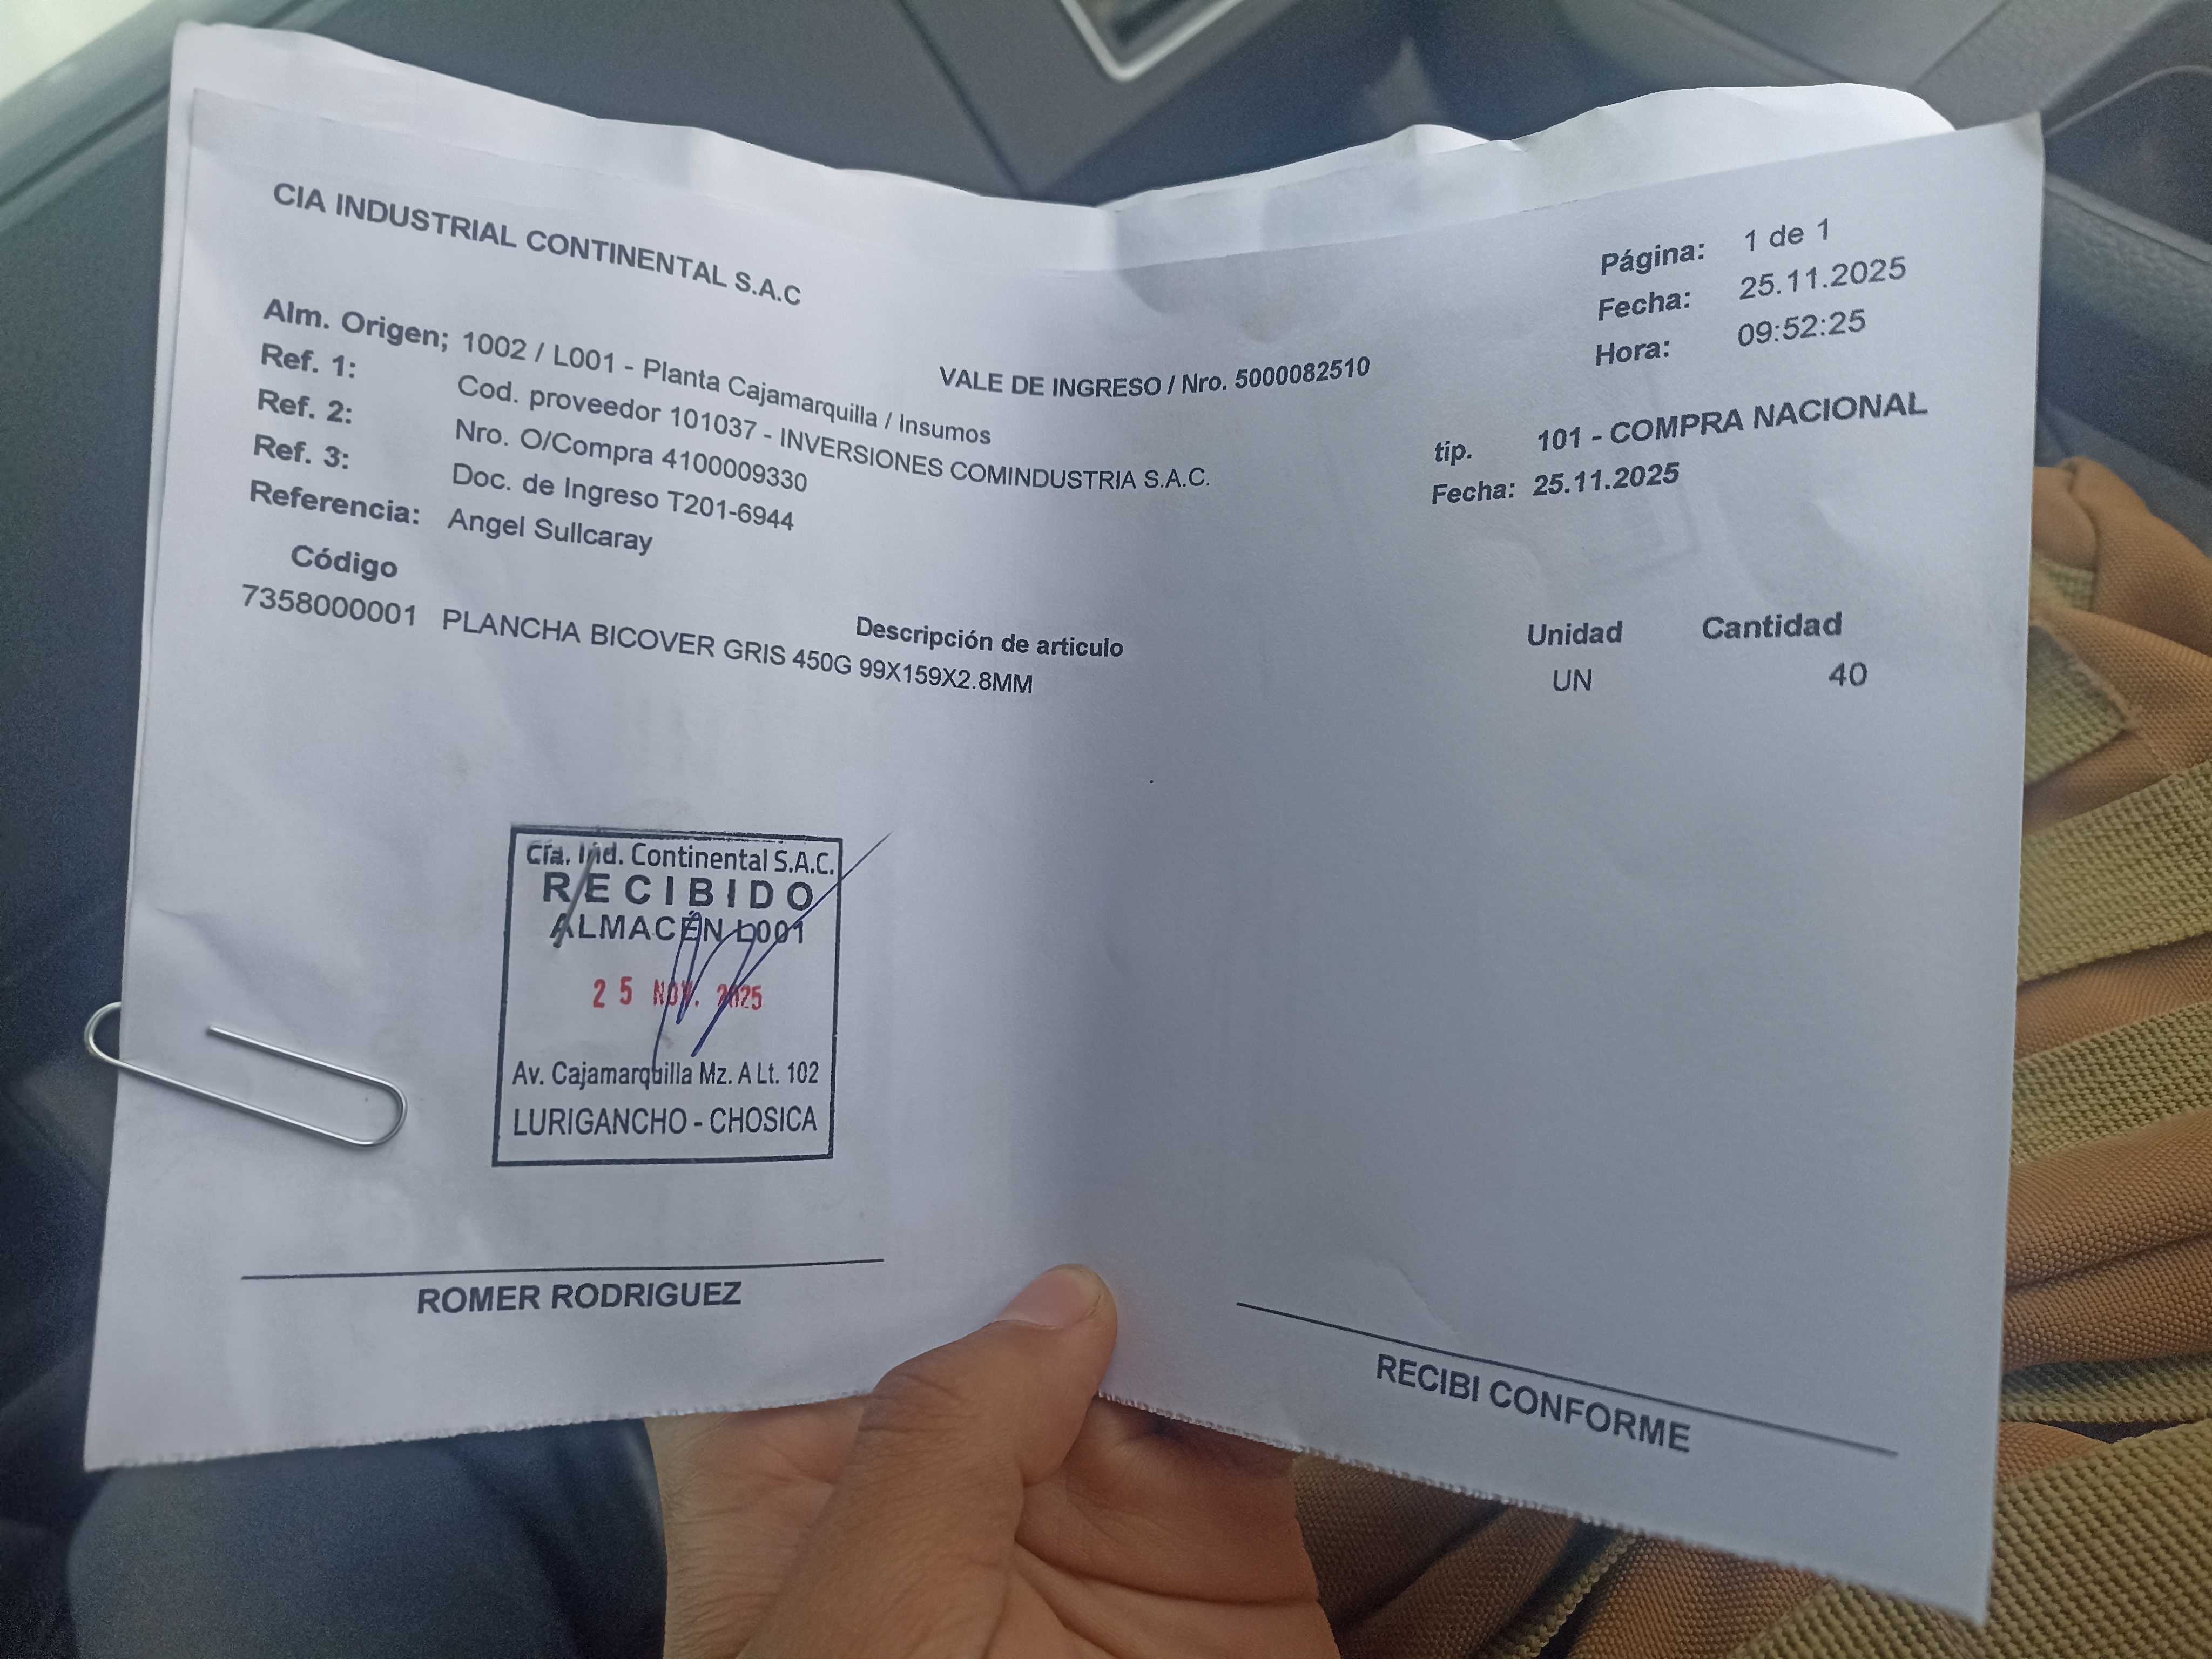 CIA INDUSTRIAL CONTINENTAL S.A.C
Página: 1 de 1
Fecha: 25.11.2025
Hora: 09:52:25
VALE DE INGRESO / Nro. 5000082510
Alm. Origen; 1002 / L001 - Planta Cajamarquilla / Insumos
tip. 101 - COMPRA NACIONAL
Ref. 1: Cod. proveedor 101037 - INVERSIONES COMINDUSTRIA S.A.C.
Fecha: 25.11.2025
Ref. 2: Nro. O/Compra 4100009330
Ref. 3: Doc. de Ingreso T201-6944
Referencia: Angel Sullcaray
Código Descripción de articulo Unidad Cantidad
7358000001 PLANCHA BICOVER GRIS 450G 99X159X2.8MM UN 40
Cía. Ind. Continental S.A.C.
RECIBIDO
ALMACÉN L001
25 NOV. 2025
Av. Cajamarquilla Mz. A Lt. 102
LURIGANCHO - CHOSICA
ROMER RODRIGUEZ
RECIBI CONFORME